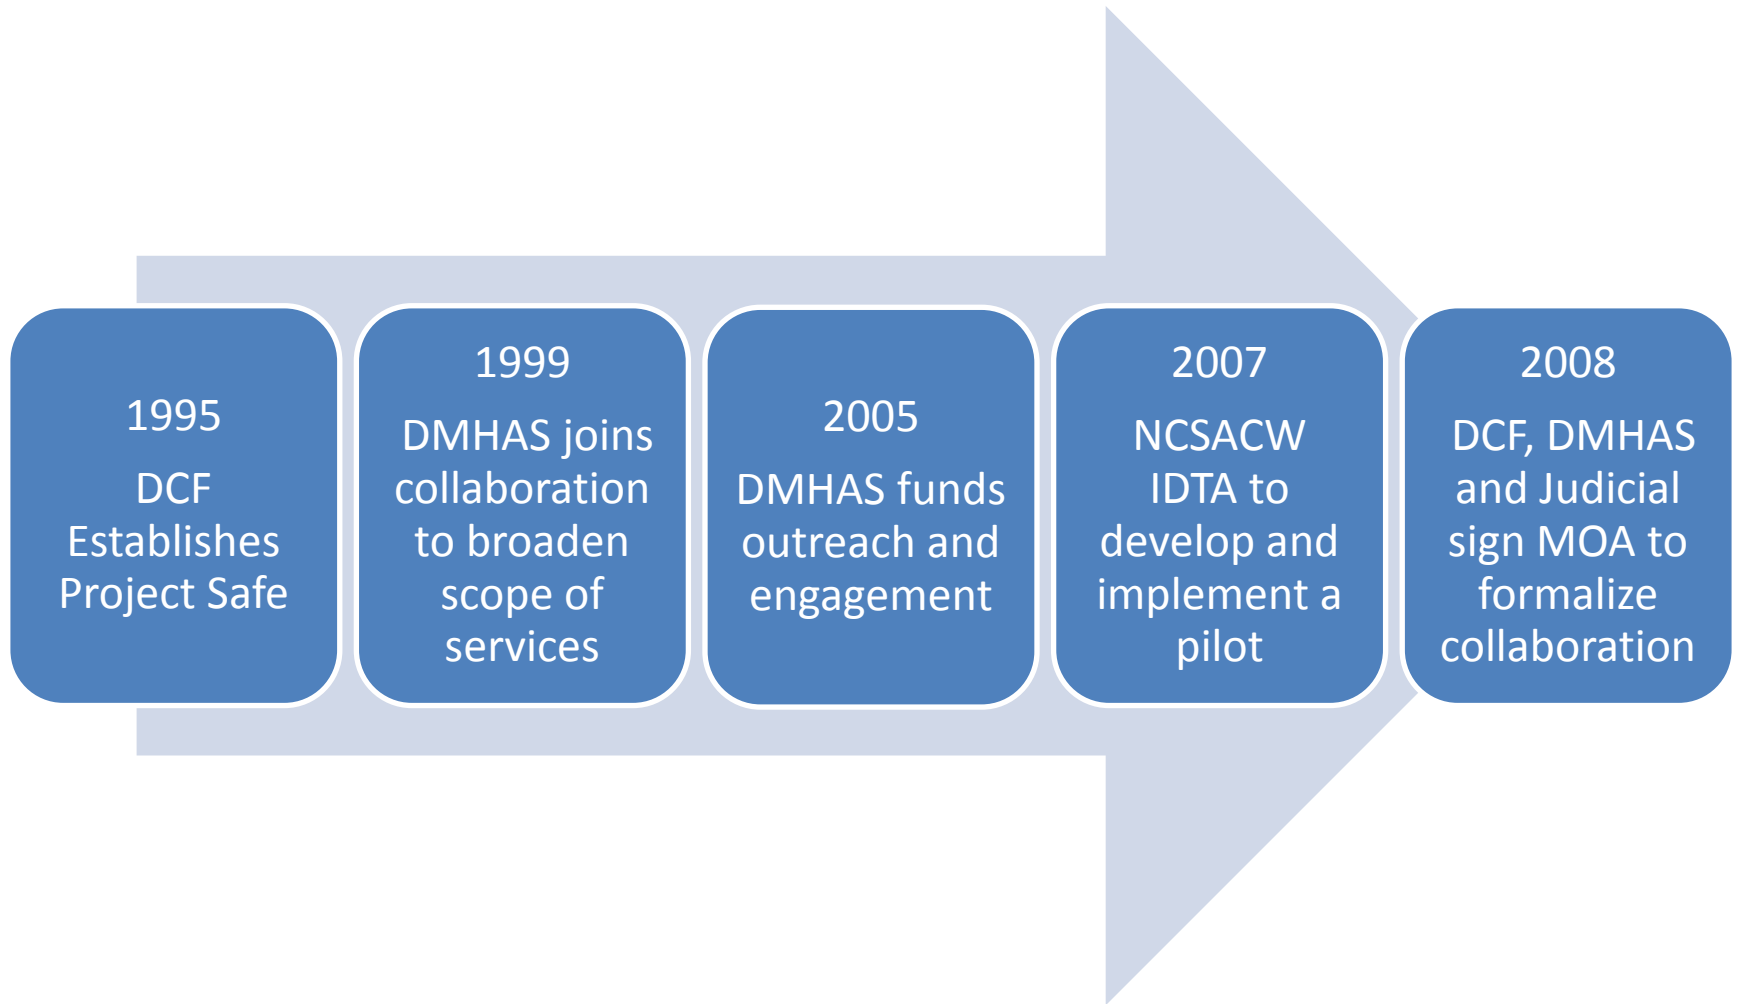 1995
DCF
Establishes
Project Safe
1999
DMHAS joins
collaboration
to broaden
scope of
services
2005
DMHAS funds
outreach and
engagement
2007
NCSACW
IDTA to
develop and
implement a
pilot
2008
DCF, DMHAS
and Judicial
sign MOA to
formalize
collaboration